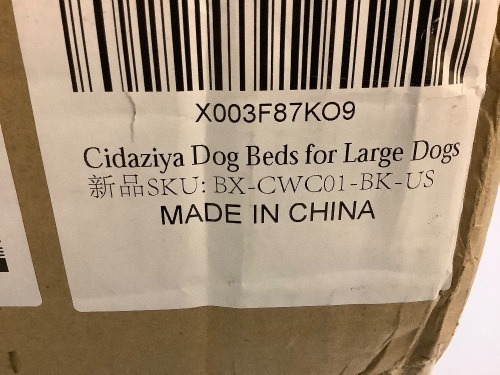 X003F87KO9
Cidaziya Dog Beds for Large Dogs
新品SKU: BX-CWC01-BK-US
MADE IN CHINA